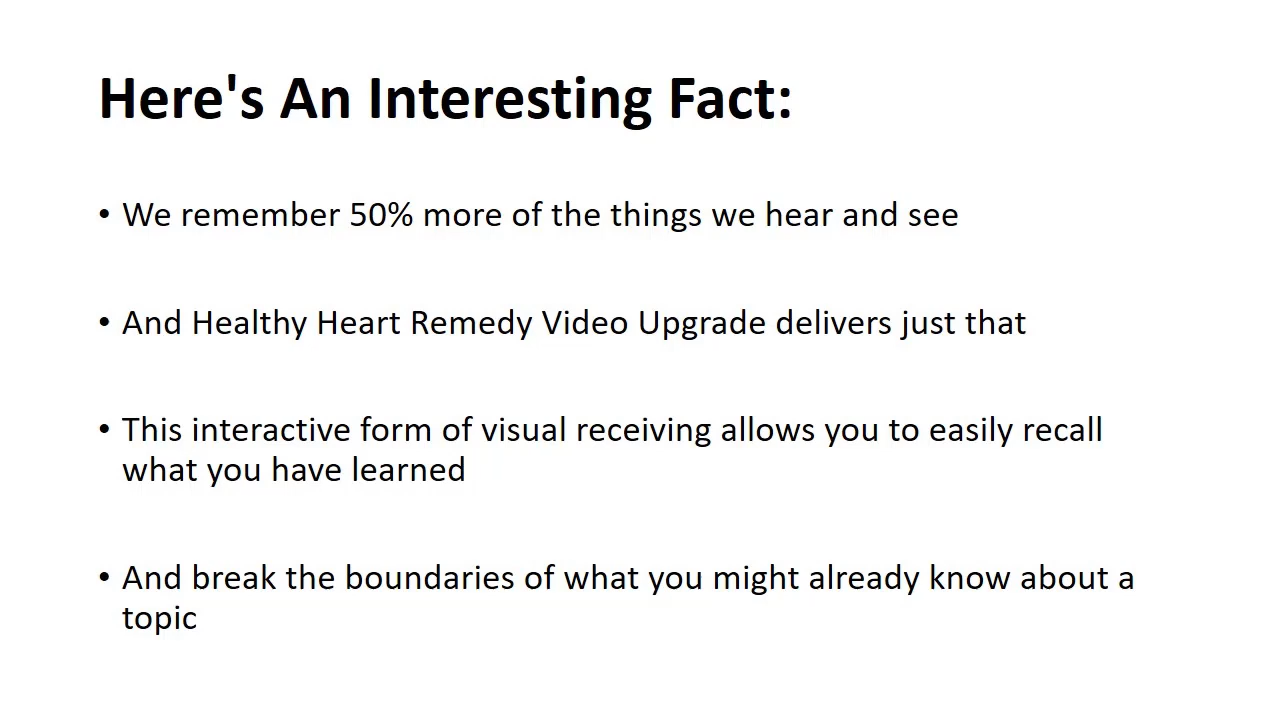 Here's An Interesting Fact:
• We remember 50% more of the things we hear and see
• And Healthy Heart Remedy Video Upgrade delivers just that
• This interactive form of visual receiving allows you to easily recall
what you have learned
• And break the boundaries of what you might already know about a
topic